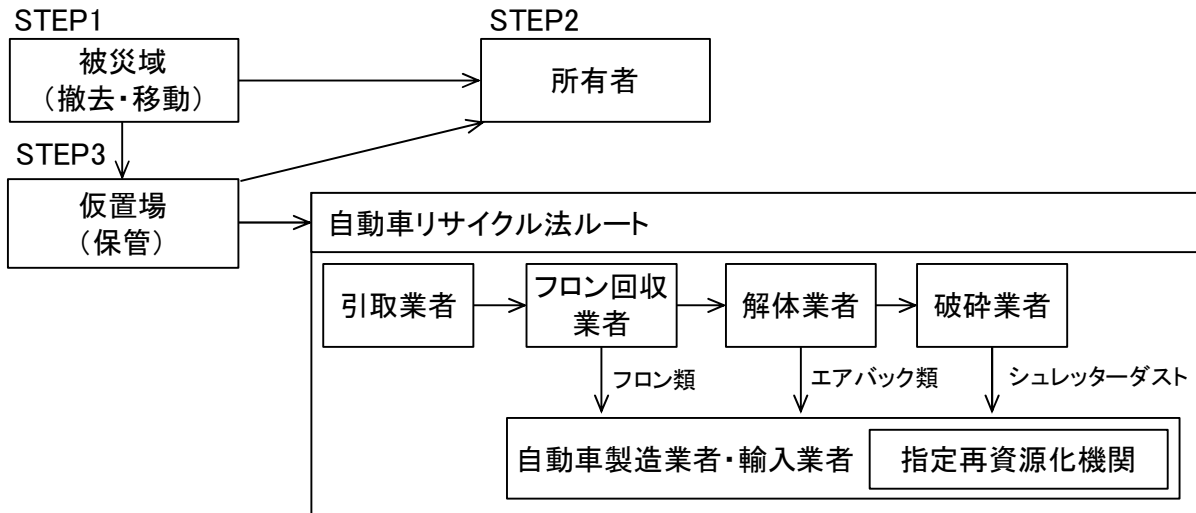 STEP1
STEP2
被災域
（撤去・移動）
所有者
STEP3
仮置場
（保管）
自動車リサイクル法ルート
引取業者
フロン回収
業者
解体業者
破砕業者
フロン類
エアバック類
シュレッターダスト
自動車製造業者・輸入業者
指定再資源化機関